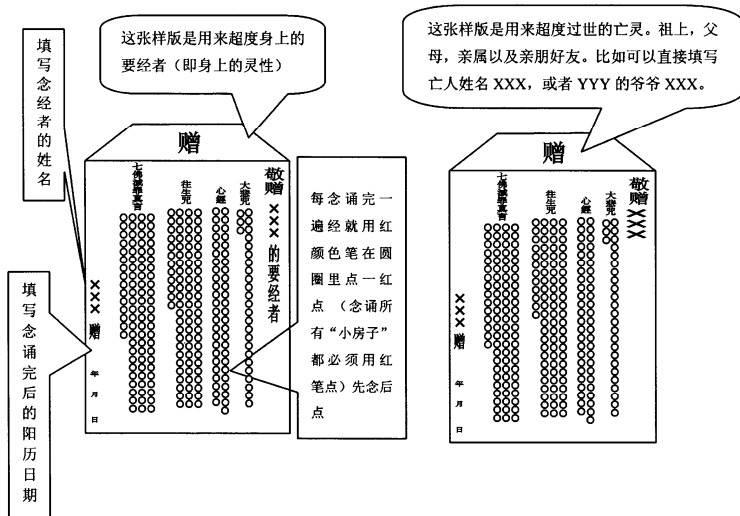 填写念经者的姓名
这张样版是用来超度身上的
要经者（即身上的灵性）
这张样版是用来超度过世的亡灵。祖上，父
母，亲属以及亲朋好友。比如可以直接填写
亡人姓名 XXX，或者 YYY 的爷爷 XXX。
赠
敬赠 ×××的要经者
大悲咒
心經
往生咒
七佛滅罪真言
×××赠
年 月 日
每念诵完一
遍经就用红
颜色笔在圆
圈里点一红
点（念诵所
有“小房子”
都必须用红
笔点）先念后
点
填写念诵完后的阳历日期
赠
敬赠 ×××
大悲咒
心經
往生咒
七佛滅罪真言
×××赠
年 月 日